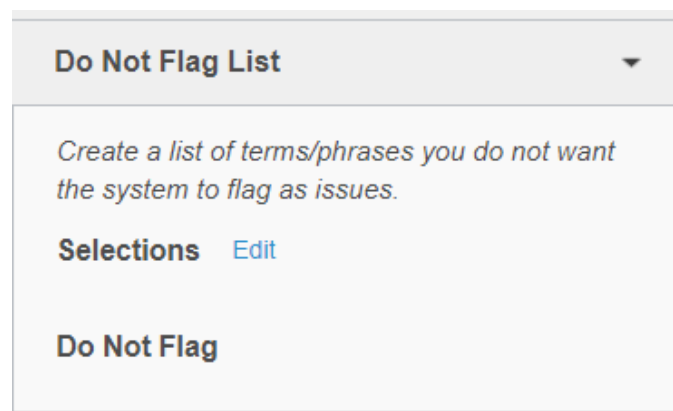 Do Not Flag List
Create a list of terms/phrases you do not want
the system to flag as issues.
Selections Edit
Do Not Flag